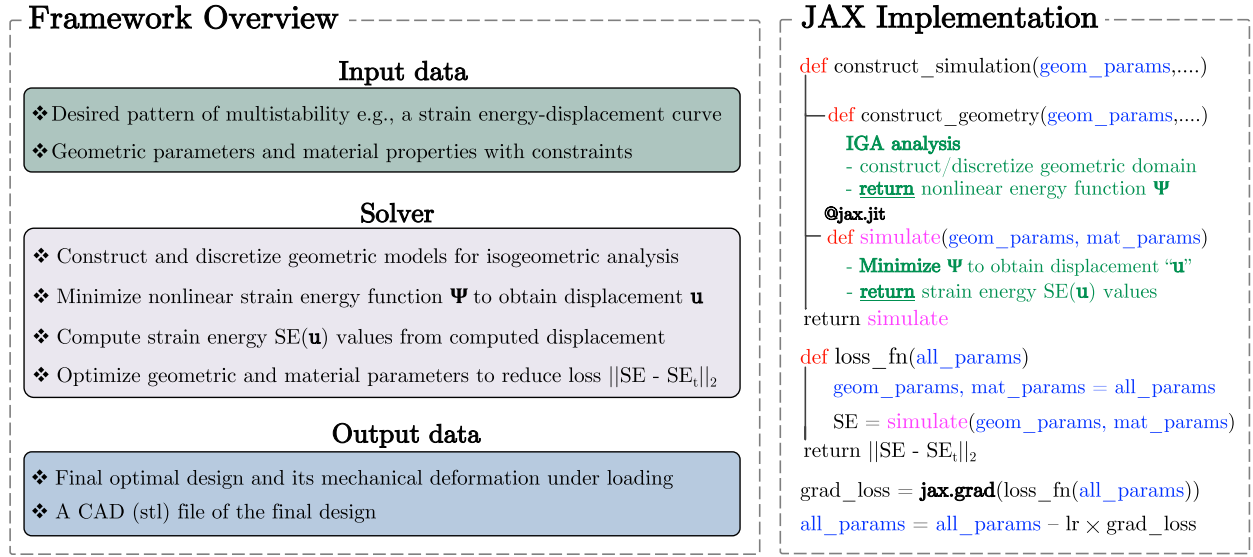 Framework Overview
Input data
❖ Desired pattern of multistability e.g., a strain energy-displacement curve
❖ Geometric parameters and material properties with constraints
Solver
❖ Construct and discretize geometric models for isogeometric analysis
❖ Minimize nonlinear strain energy function Ψ to obtain displacement u
❖ Compute strain energy SE(u) values from computed displacement
❖ Optimize geometric and material parameters to reduce loss ||SE - SEₜ||₂
Output data
❖ Final optimal design and its mechanical deformation under loading
❖ A CAD (stl) file of the final design
JAX Implementation
def construct_simulation(geom_params,....)
def construct_geometry(geom_params,....)
IGA analysis
- construct/discretize geometric domain
- return nonlinear energy function Ψ
@jax.jit
def simulate(geom_params, mat_params)
- Minimize Ψ to obtain displacement “u”
- return strain energy SE(u) values
return simulate
def loss_fn(all_params)
geom_params, mat_params = all_params
SE = simulate(geom_params, mat_params)
return ||SE - SEₜ||₂
grad_loss = jax.grad(loss_fn(all_params))
all_params = all_params – lr × grad_loss